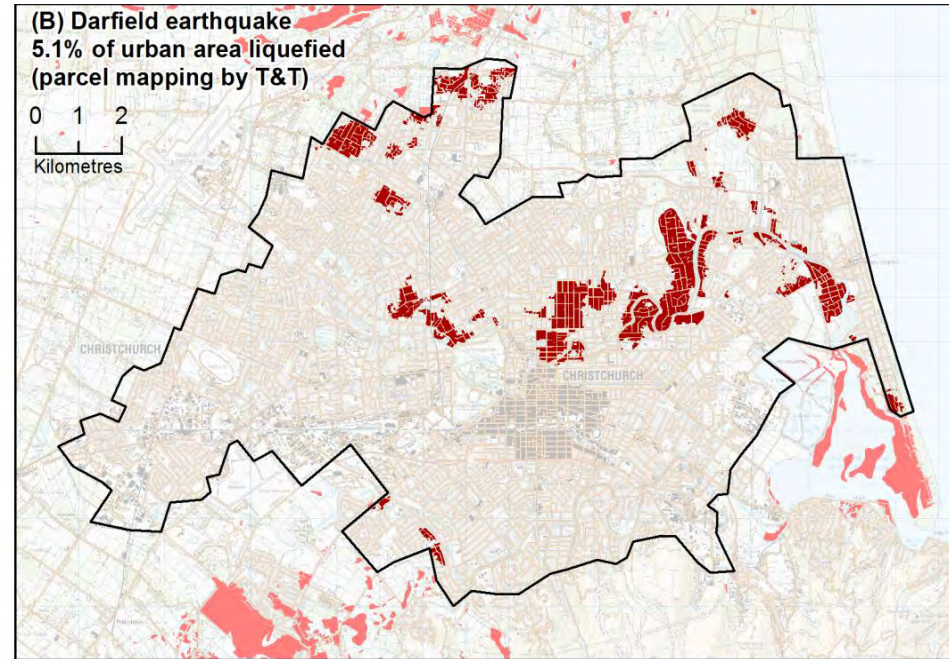 (B) Darfield earthquake
5.1% of urban area liquefied
(parcel mapping by T&T)
0 1 2
Kilometres
CHRISTCHURCH
CHRISTCHURCH